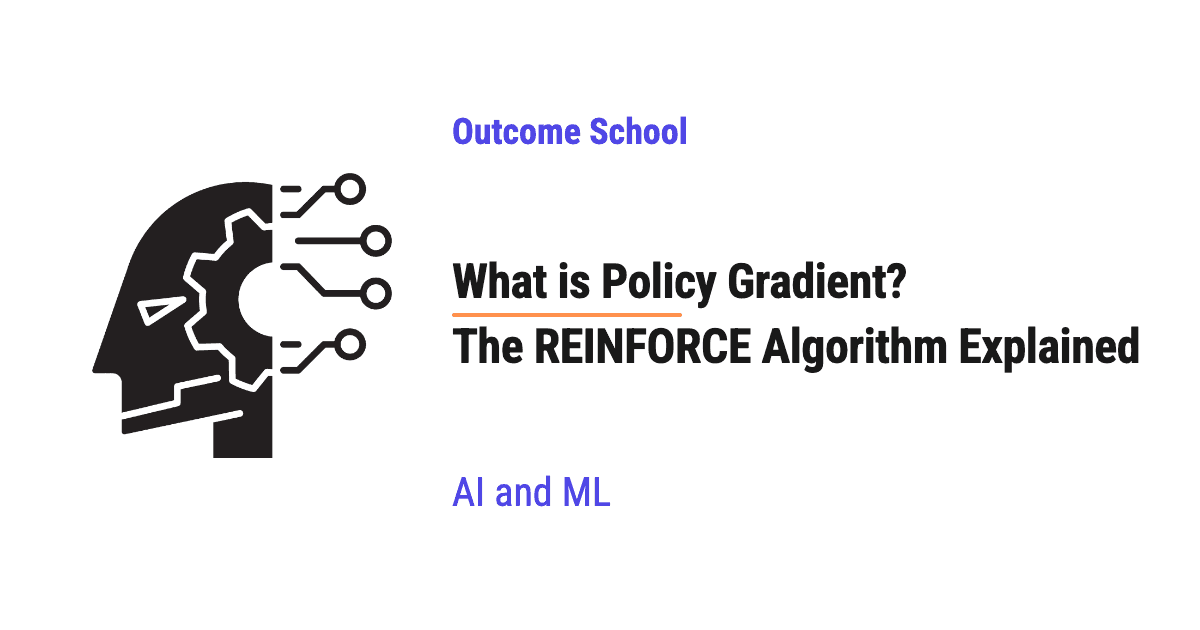 Outcome School
What is Policy Gradient?
The REINFORCE Algorithm Explained
AI and ML